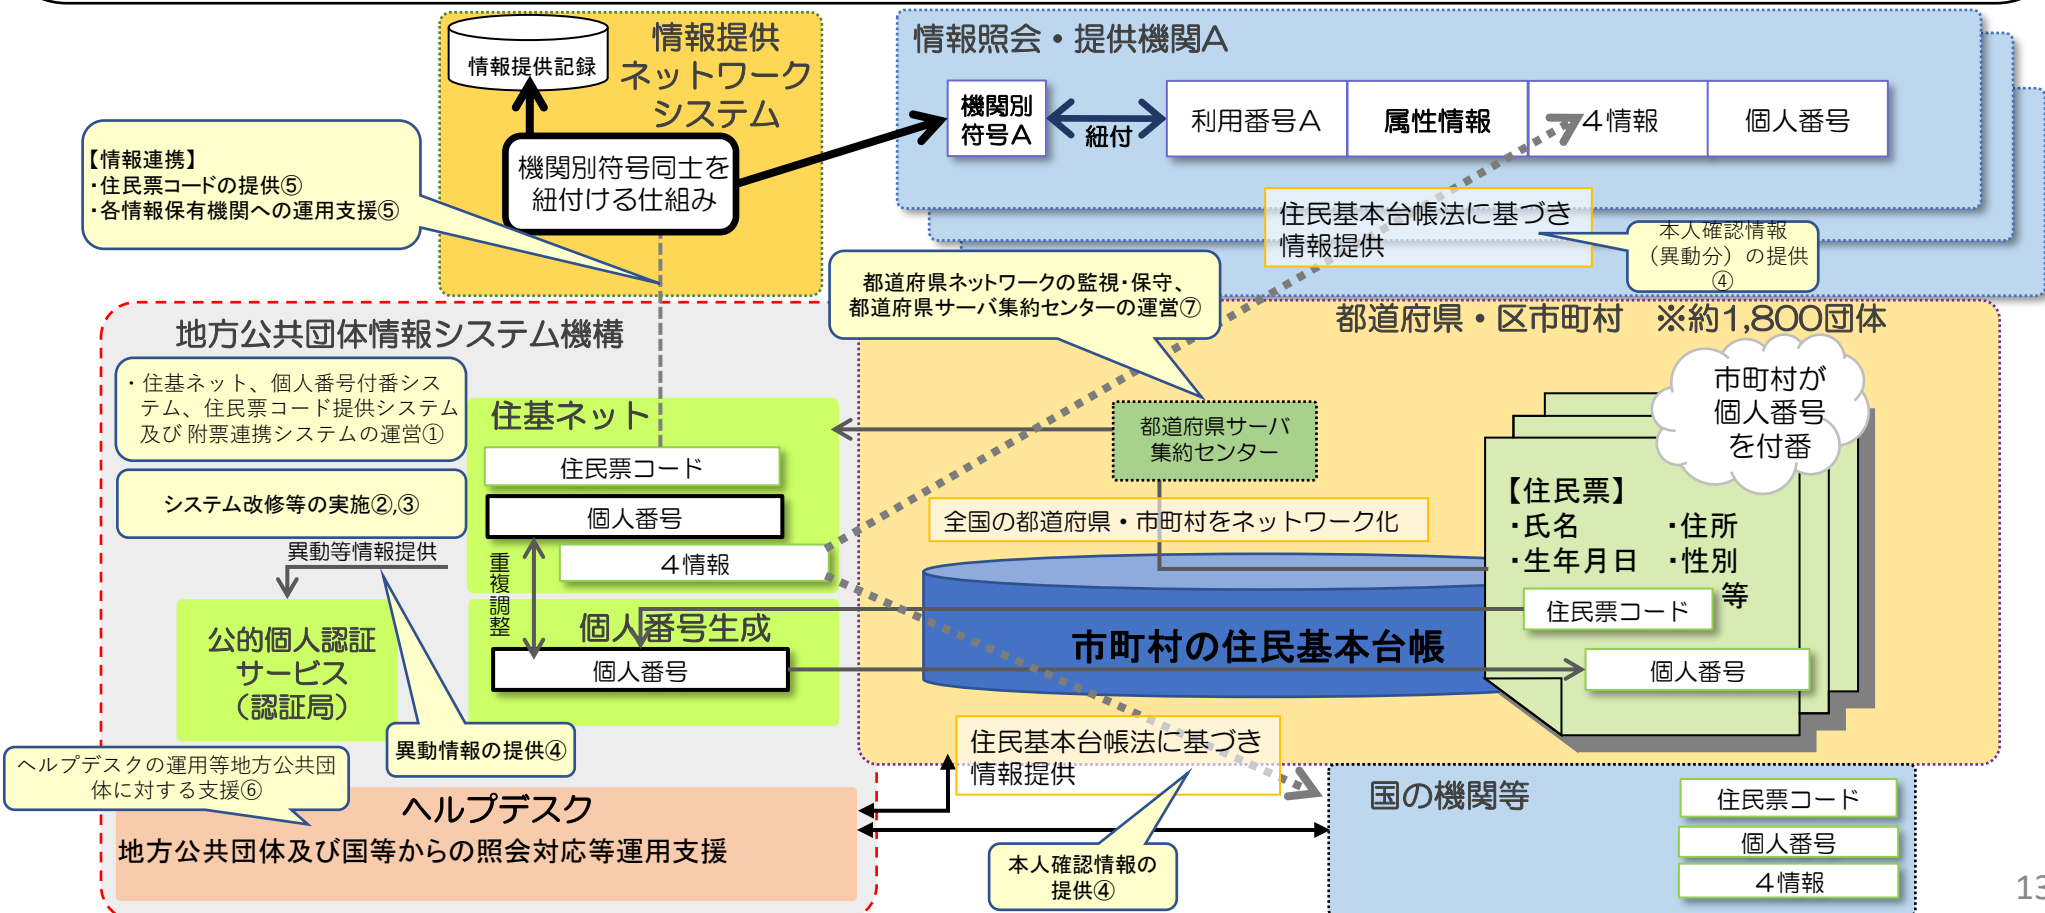 情報提供
ネットワーク
システム
情報提供記録
機関別符号同士を
紐付ける仕組み
情報照会・提供機関A
機関別
符号A
紐付
利用番号A
属性情報
4情報
個人番号
【情報連携】
・住民票コードの提供⑤
・各情報保有機関への運用支援⑤
住民基本台帳法に基づき
情報提供
本人確認情報
（異動分）の提供
④
都道府県ネットワークの監視・保守、
都道府県サーバ集約センターの運営⑦
地方公共団体情報システム機構
都道府県・区市町村　※約1,800団体
・住基ネット、個人番号付番シス
テム、住民票コード提供システム
及び附票連携システムの運営①
住基ネット
住民票コード
個人番号
4情報
都道府県サーバ
集約センター
市町村が
個人番号
を付番
システム改修等の実施②,③
全国の都道府県・市町村をネットワーク化
【住民票】
・氏名　・住所
・生年月日　・性別
等
住民票コード
個人番号
異動等情報提供
重複調整
公的個人認証
サービス
（認証局）
個人番号生成
個人番号
市町村の住民基本台帳
異動情報の提供④
ヘルプデスクの運用等地方公共団
体に対する支援⑥
住民基本台帳法に基づき
情報提供
ヘルプデスク
地方公共団体及び国等からの照会対応等運用支援
本人確認情報の
提供④
国の機関等
住民票コード
個人番号
4情報
13